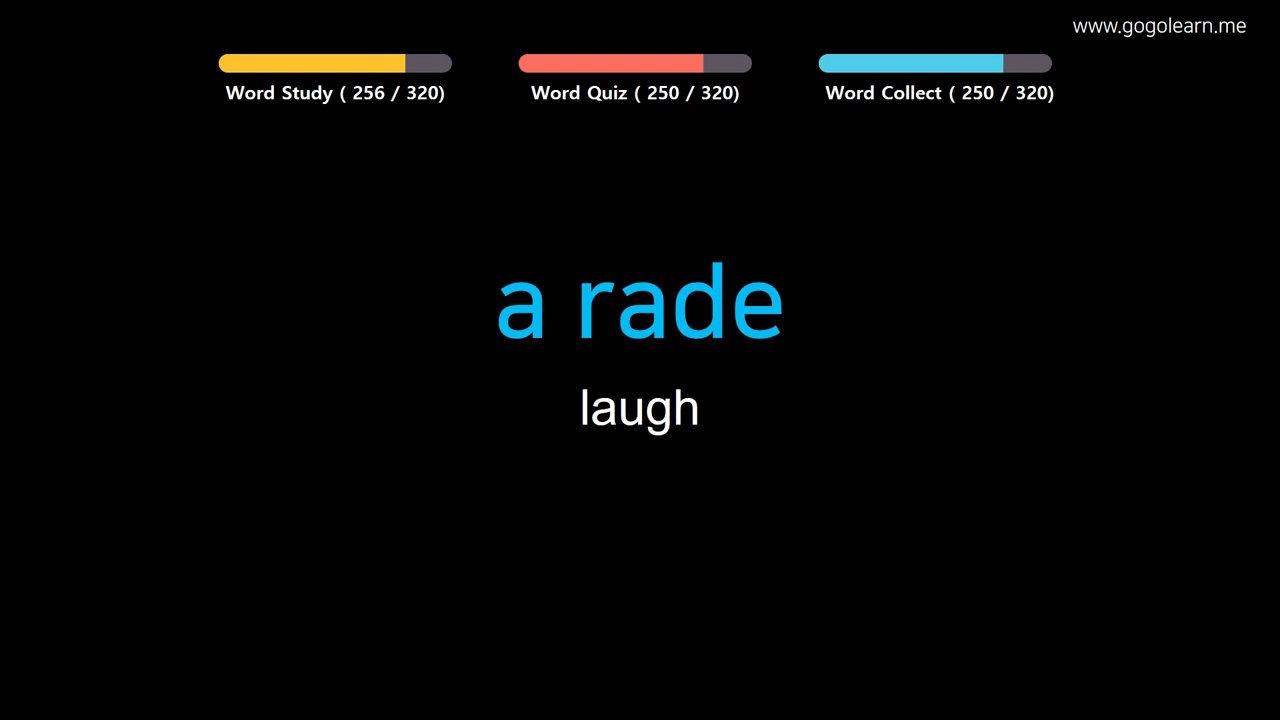 www.gogolearn.me
Word Study ( 256 / 320)
Word Quiz ( 250 / 320)
Word Collect ( 250 / 320)
a rade
laugh